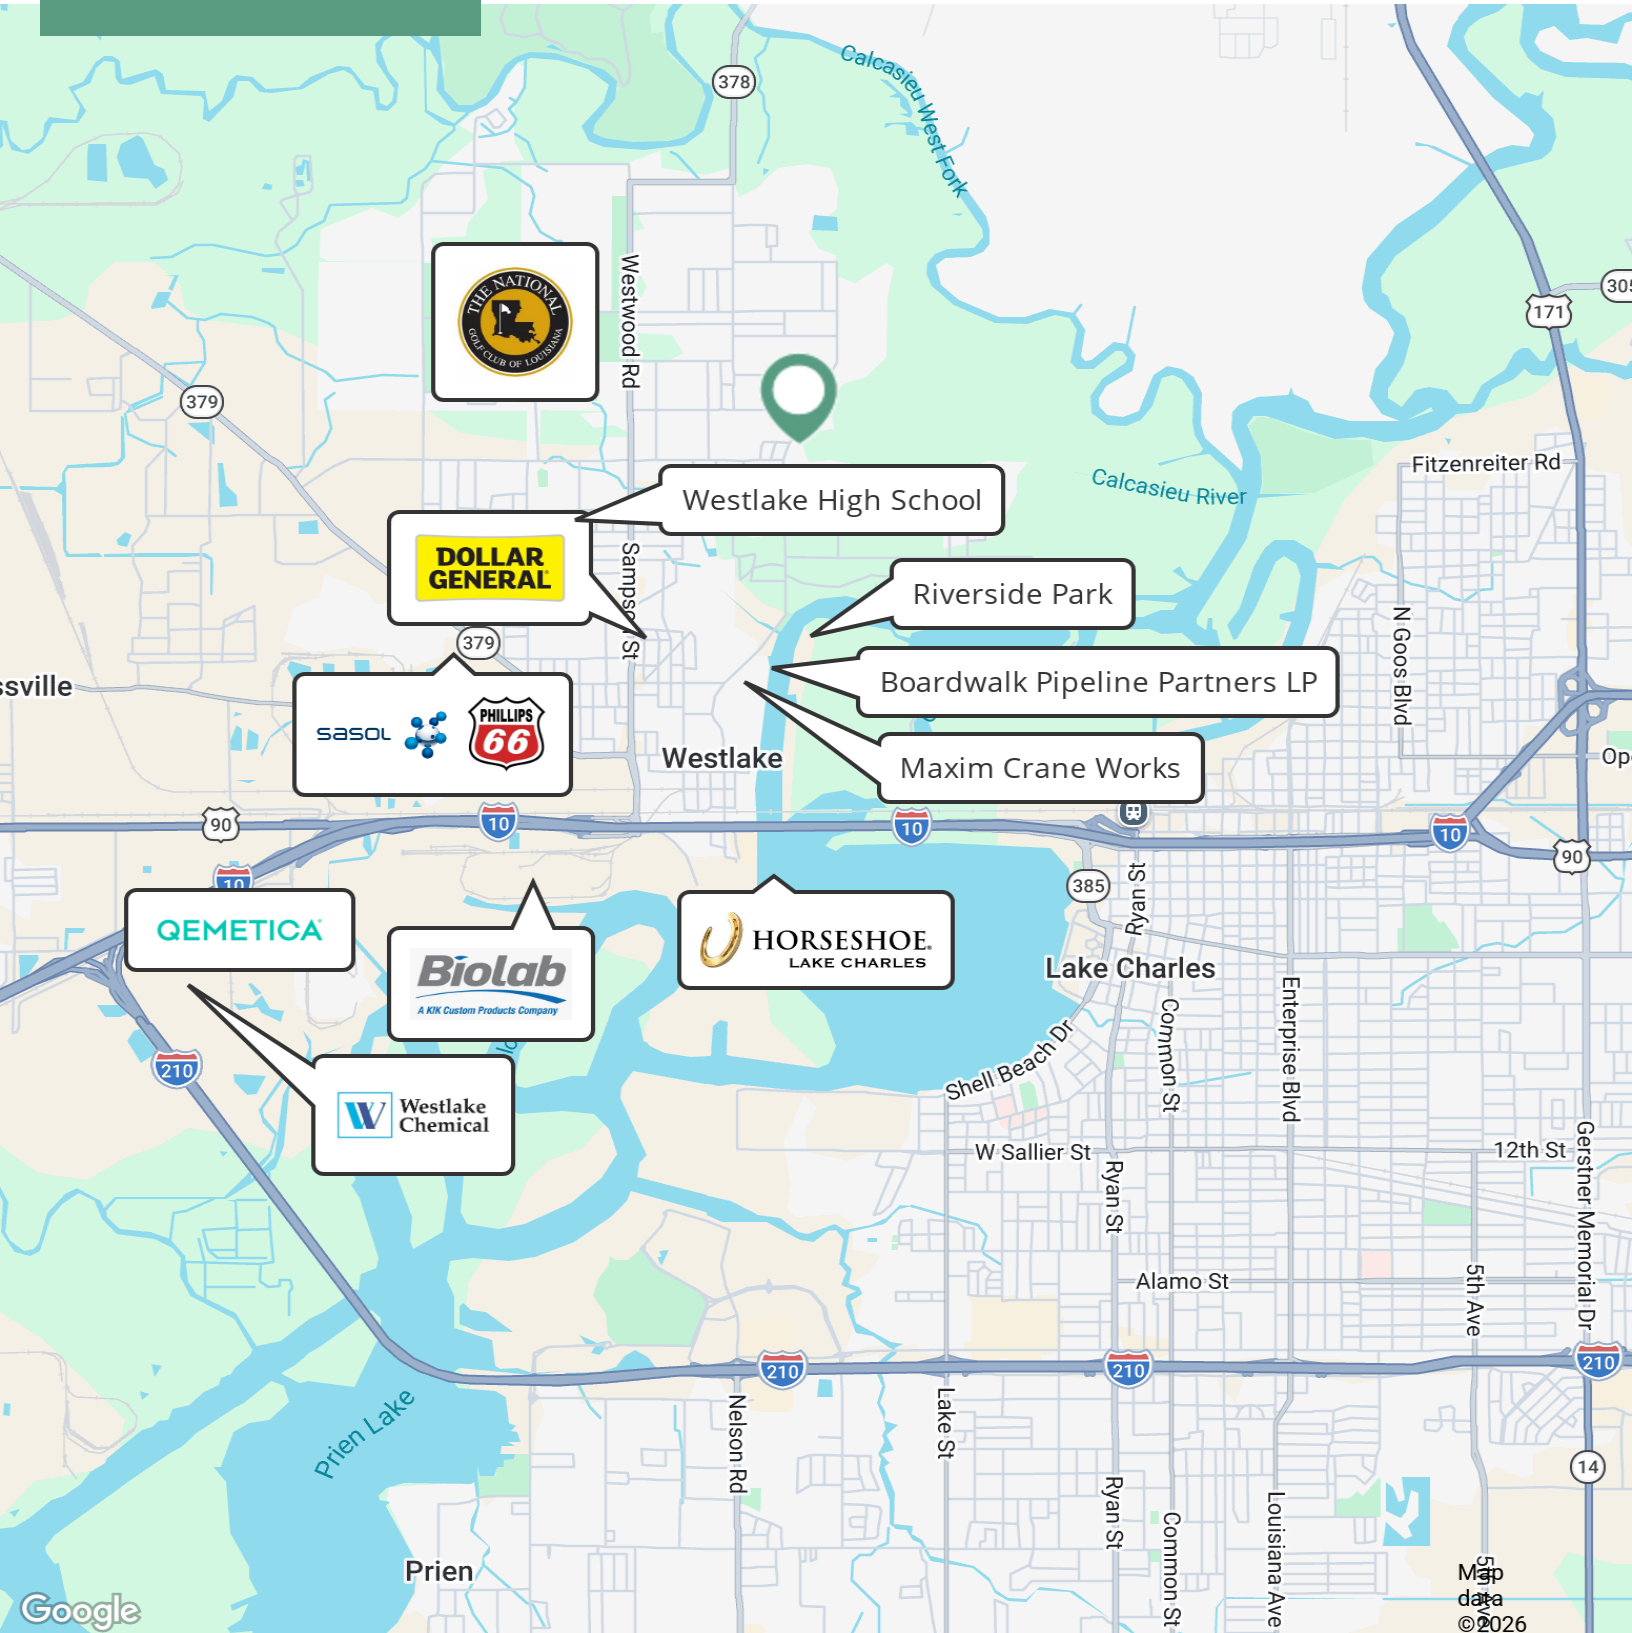 Calcasieu West Fork
378
THE NATIONAL
GOLF CLUB OF LOUISIANA
Westwood Rd
171
305
379
Fitzenreiter Rd
Calcasieu River
Westlake High School
DOLLAR
GENERAL
Sampson St
Riverside Park
N Goos Blvd
379
ssville
Boardwalk Pipeline Partners LP
sasol
PHILLIPS
66
Westlake
Maxim Crane Works
Op
90
10
10
10
90
10
385
Ryan St
QEMETICA
Biolab
A KIK Custom Products Company
HORSESHOE
LAKE CHARLES
Lake Charles
Common St
Enterprise Blvd
Shell Beach Dr
210
Westlake
Chemical
W Sallier St
12th St
Gerstner Memorial Dr
Ryan St
Alamo St
5th Ave
210
210
210
Prien Lake
Nelson Rd
Lake St
14
Ryan St
Common St
Louisiana Ave
5th Ave
Prien
Google
Map
data
©2026